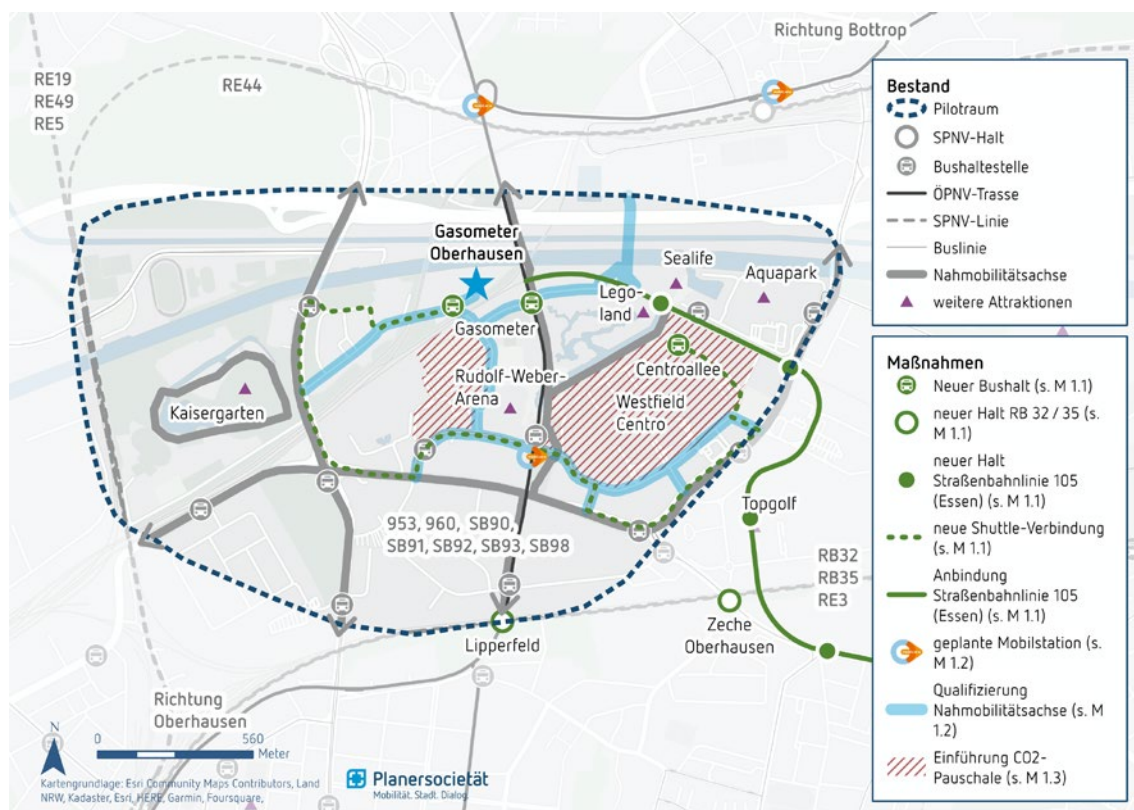 Richtung Bottrop
RE19
RE49
RE5
RE44
Gasometer
Oberhausen
Sealife
Aquapark
Lego-
land
Gasometer
Centroallee
Rudolf-Weber-
Arena
Westfield
Centro
Kaisergarten
953, 960, SB90,
SB91, SB92, SB93, SB98
Topgolf
RB32
RB35
RE3
Zeche
Oberhausen
Lipperfeld
Richtung
Oberhausen
N
0 560
Meter
Kartengrundlage: Esri Community Maps Contributors, Land
NRW, Kadaster, Esri, HERE, Garmin, Foursquare,
Planersocietät
Mobilität. Stadt. Dialog.
Bestand
Pilotraum
SPNV-Halt
Bushaltestelle
ÖPNV-Trasse
SPNV-Linie
Buslinie
Nahmobilitätsachse
weitere Attraktionen
Maßnahmen
Neuer Bushalt (s. M 1.1)
neuer Halt RB 32 / 35 (s.
M 1.1)
neuer Halt
Straßenbahnlinie 105
(Essen) (s. M 1.1)
neue Shuttle-Verbindung
(s. M 1.1)
Anbindung
Straßenbahnlinie 105
(Essen) (s. M 1.1)
geplante Mobilstation (s.
M 1.2)
Qualifizierung
Nahmobilitätsachse (s. M
1.2)
Einführung CO2-
Pauschale (s. M 1.3)